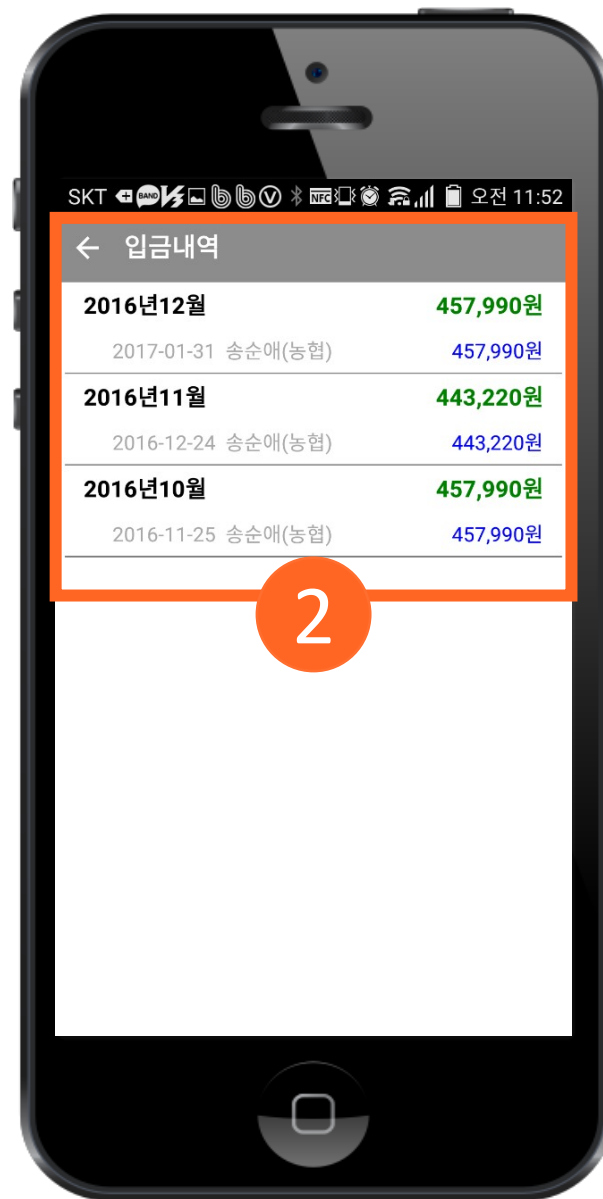 SKT BAND NFC 오전 11:52
입금내역
2016년12월 457,990원
2017-01-31 송순애(농협) 457,990원
2016년11월 443,220원
2016-12-24 송순애(농협) 443,220원
2016년10월 457,990원
2016-11-25 송순애(농협) 457,990원
2